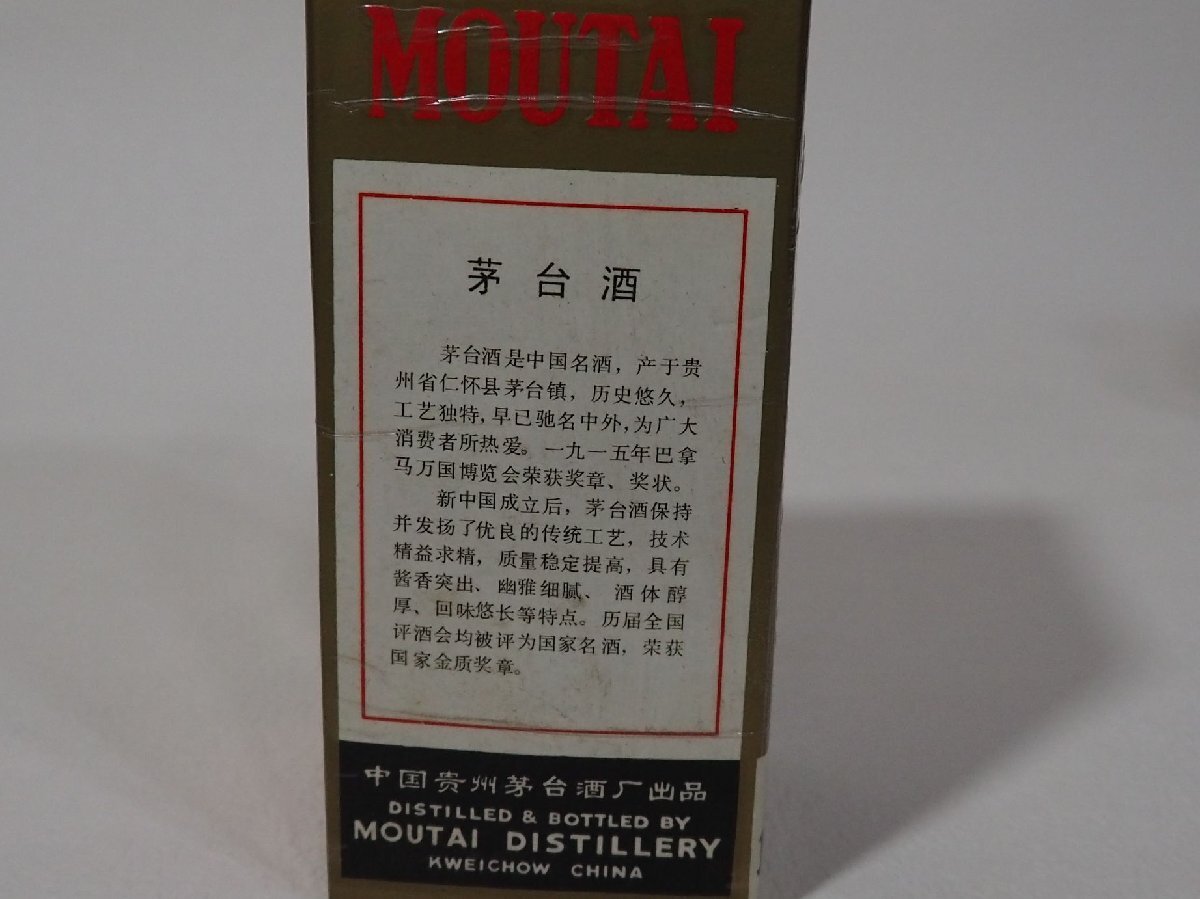 MOUTAI
茅台酒
茅台酒是中国名酒，产于贵
州省仁怀县茅台镇，历史悠久，
工艺独特，早已驰名中外，为广大
消费者所热爱。一九一五年巴拿
马万国博览会荣获奖章、奖状。
新中国成立后，茅台酒保持
并发扬了优良的传统工艺，技术
精益求精，质量稳定提高，具有
酱香突出、幽雅细腻、酒体醇
厚、回味悠长等特点。历届全国
评酒会均被评为国家名酒，荣获
国家金质奖章。
中国贵州茅台酒厂出品
DISTILLED & BOTTLED BY
MOUTAI DISTILLERY
KWEICHOW CHINA